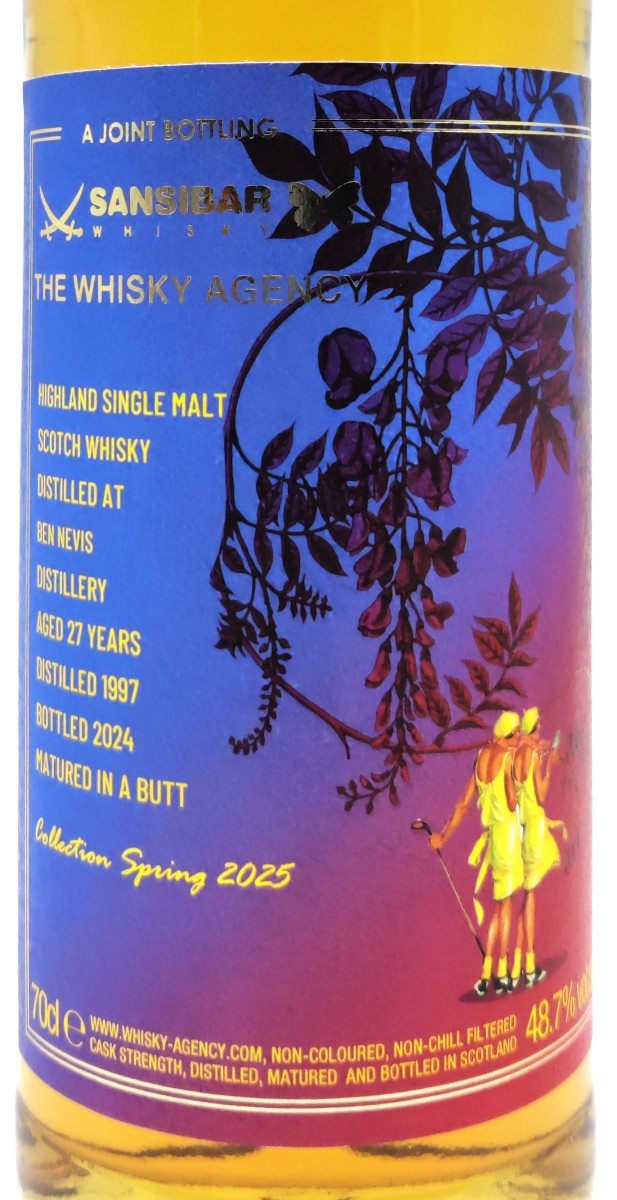 A JOINT BOTTLING
SANSIBAR
WHISKY
THE WHISKY AGENCY
HIGHLAND SINGLE MALT
SCOTCH WHISKY
DISTILLED AT
BEN NEVIS
DISTILLERY
AGED 27 YEARS
DISTILLED 1997
BOTTLED 2024
MATURED IN A BUTT
Collection Spring 2025
70cl e WWW.WHISKY-AGENCY.COM, NON-COLOURED, NON-CHILL FILTERED 48.7% vol
CASK STRENGTH, DISTILLED, MATURED AND BOTTLED IN SCOTLAND